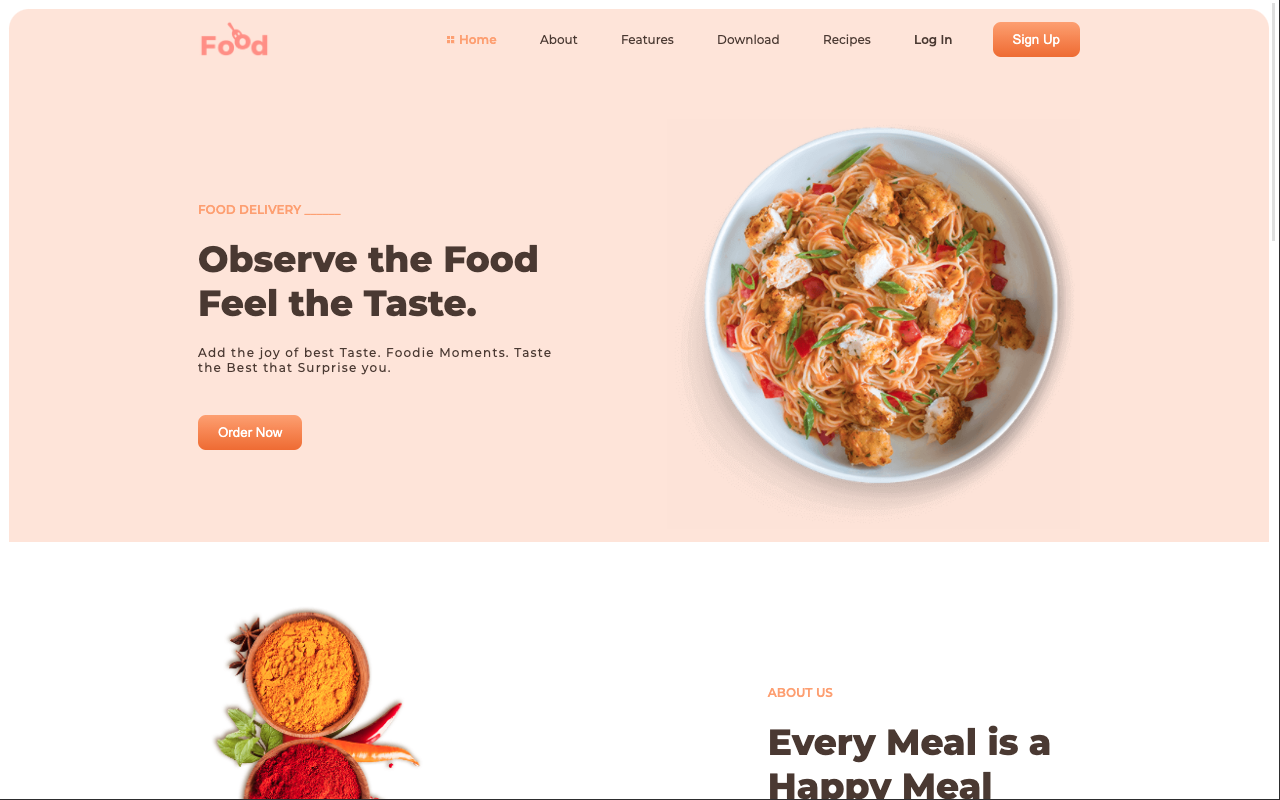 Food
Home About Features Download Recipes Log In Sign Up
FOOD DELIVERY ______
Observe the Food
Feel the Taste.
Add the joy of best Taste. Foodie Moments. Taste
the Best that Surprise you.
Order Now
ABOUT US
Every Meal is a
Happy Meal